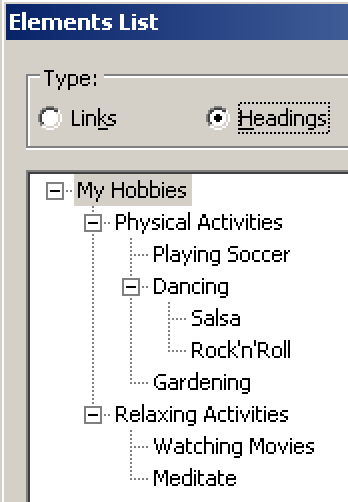 Elements List
Type:
Links Headings
My Hobbies
Physical Activities
Playing Soccer
Dancing
Salsa
Rock'n'Roll
Gardening
Relaxing Activities
Watching Movies
Meditate